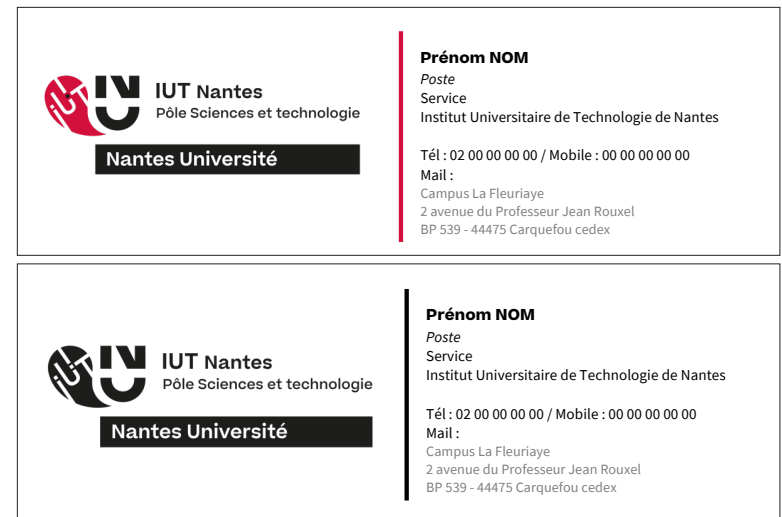 IUT
NU
IUT Nantes
Pôle Sciences et technologie
Nantes Université
Prénom NOM
Poste
Service
Institut Universitaire de Technologie de Nantes
Tél : 02 00 00 00 00 / Mobile : 00 00 00 00 00
Mail :
Campus La Fleuriaye
2 avenue du Professeur Jean Rouxel
BP 539 - 44475 Carquefou cedex
IUT
NU
IUT Nantes
Pôle Sciences et technologie
Nantes Université
Prénom NOM
Poste
Service
Institut Universitaire de Technologie de Nantes
Tél : 02 00 00 00 00 / Mobile : 00 00 00 00 00
Mail :
Campus La Fleuriaye
2 avenue du Professeur Jean Rouxel
BP 539 - 44475 Carquefou cedex